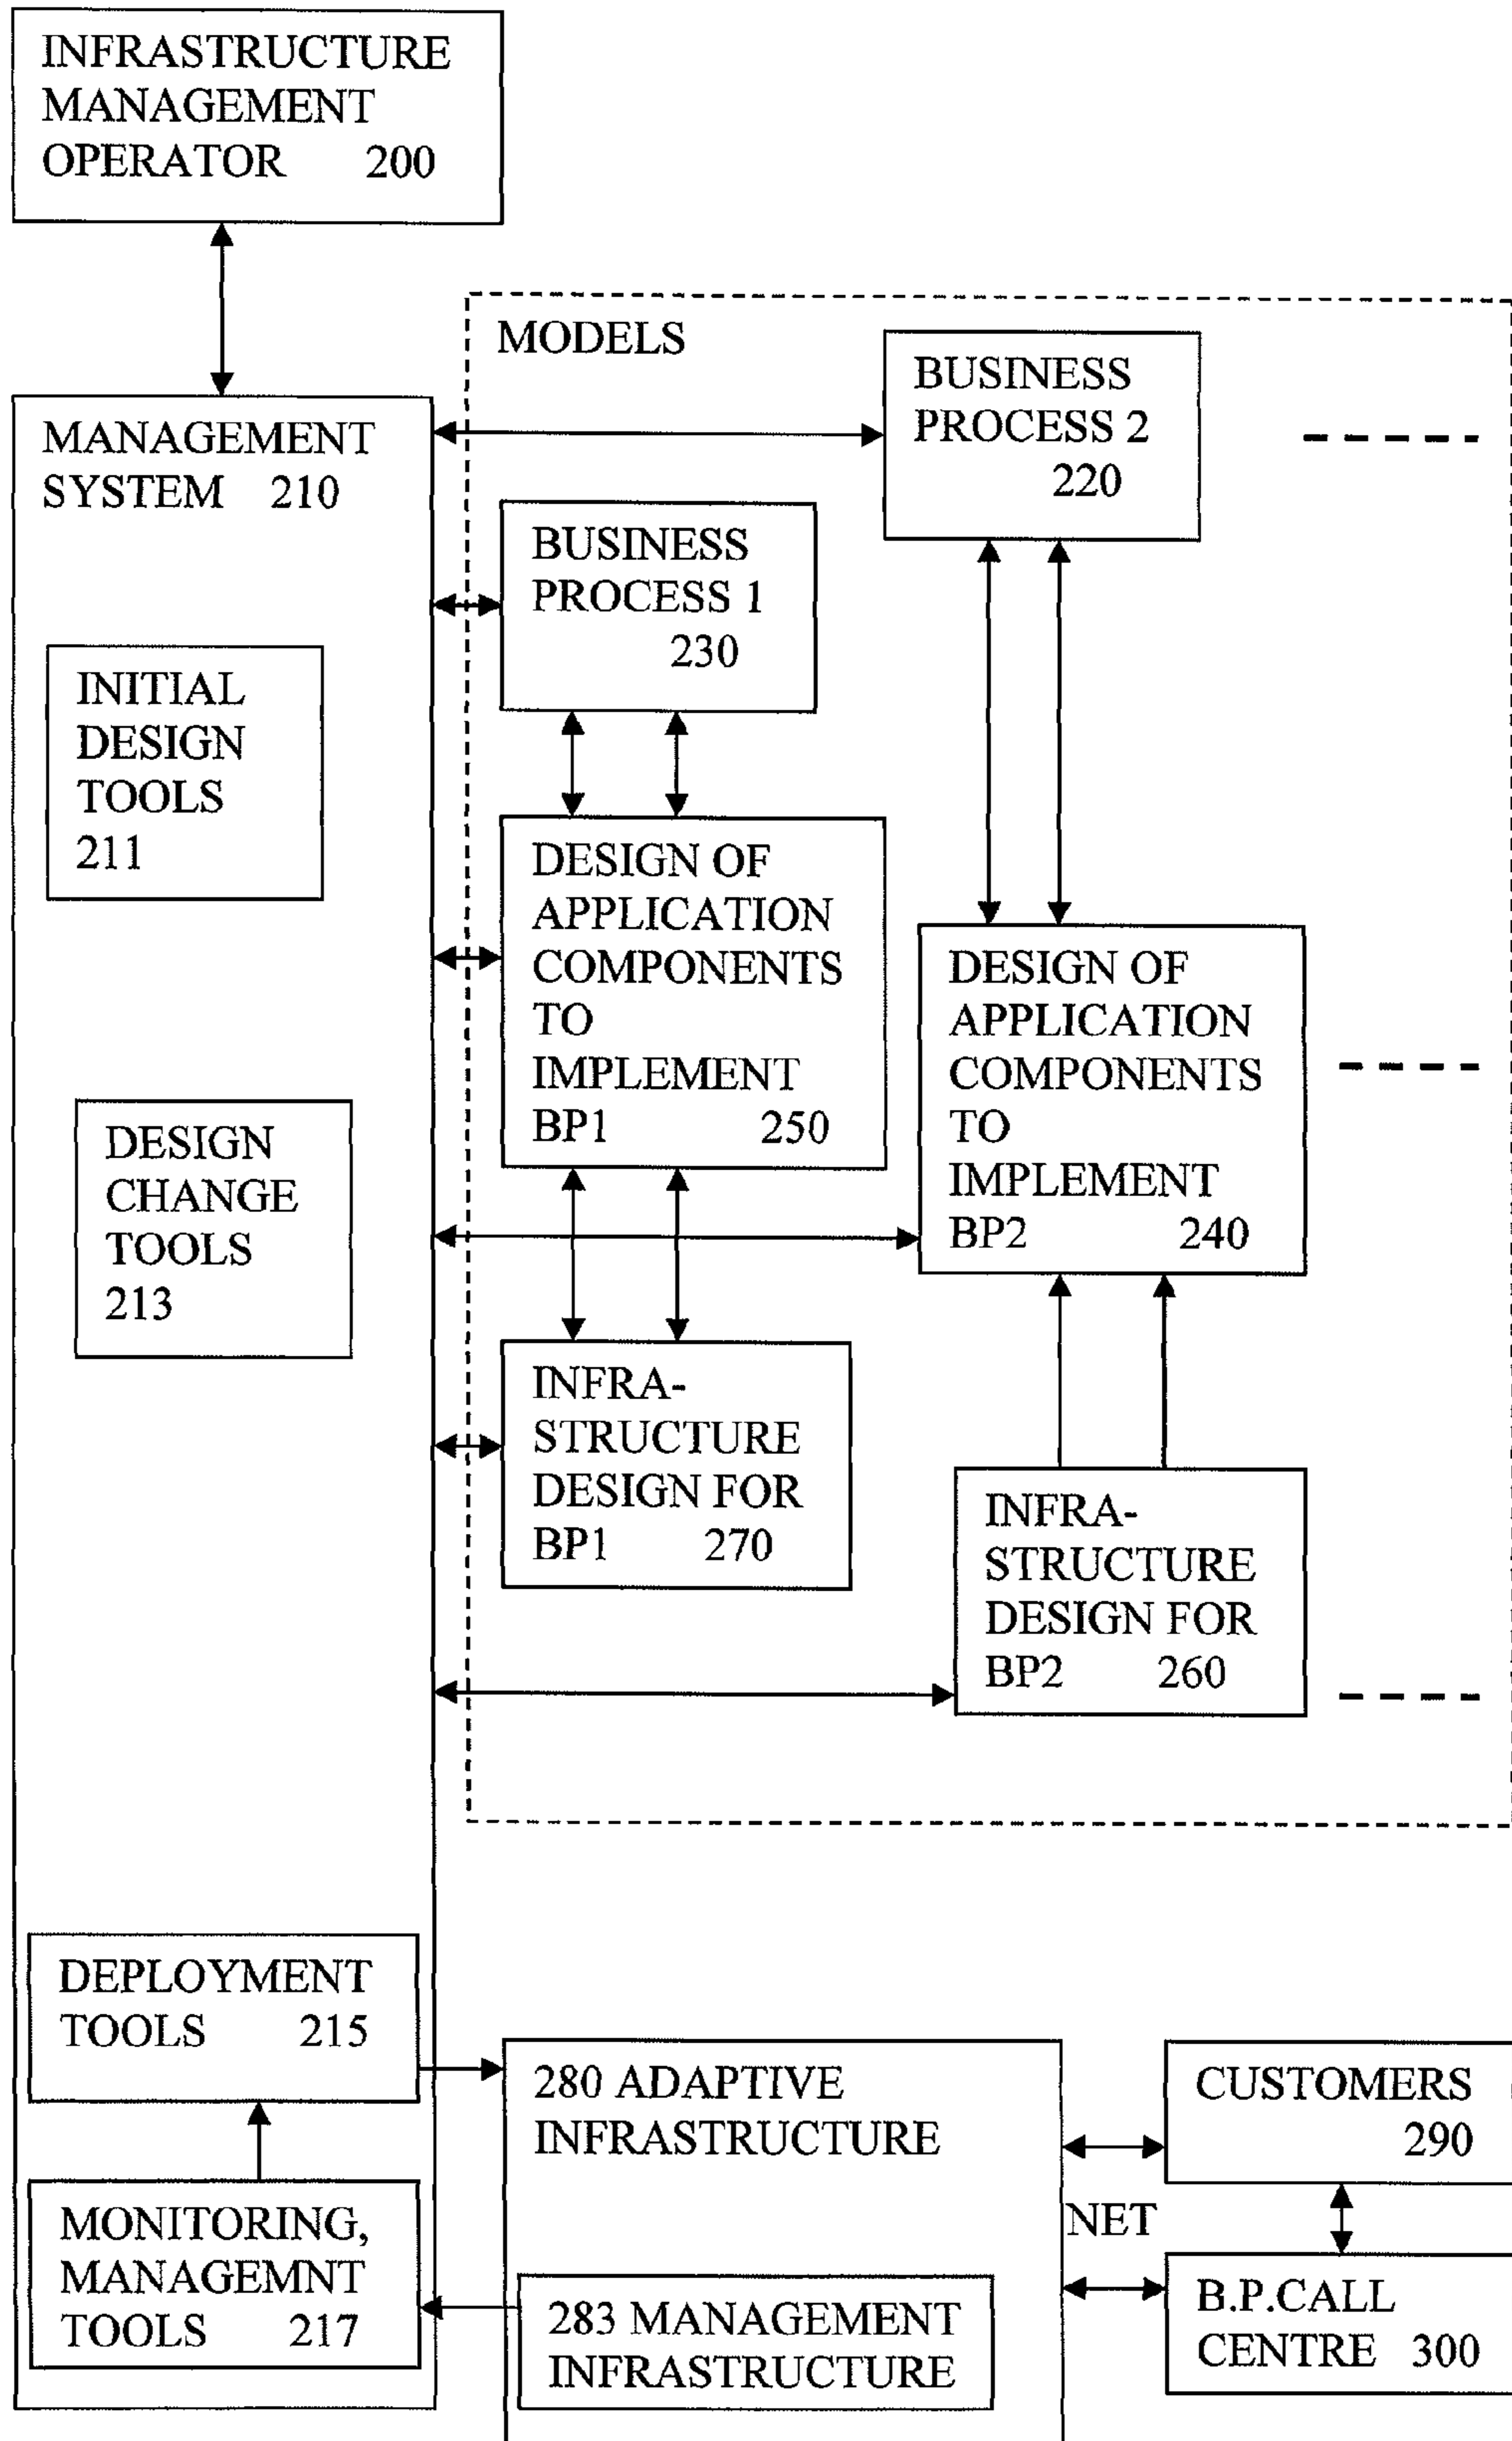 INFRASTRUCTURE
MANAGEMENT
OPERATOR 200
MODELS
BUSINESS
PROCESS 2
220
MANAGEMENT
SYSTEM 210
BUSINESS
PROCESS 1
230
INITIAL
DESIGN
TOOLS
211
DESIGN OF
APPLICATION
COMPONENTS
TO
IMPLEMENT
BP1 250
DESIGN OF
APPLICATION
COMPONENTS
TO
IMPLEMENT
BP2 240
DESIGN
CHANGE
TOOLS
213
INFRA-
STRUCTURE
DESIGN FOR
BP1 270
INFRA-
STRUCTURE
DESIGN FOR
BP2 260
DEPLOYMENT
TOOLS 215
280 ADAPTIVE
INFRASTRUCTURE
CUSTOMERS
290
NET
MONITORING,
MANAGEMNT
TOOLS 217
283 MANAGEMENT
INFRASTRUCTURE
B.P.CALL
CENTRE 300